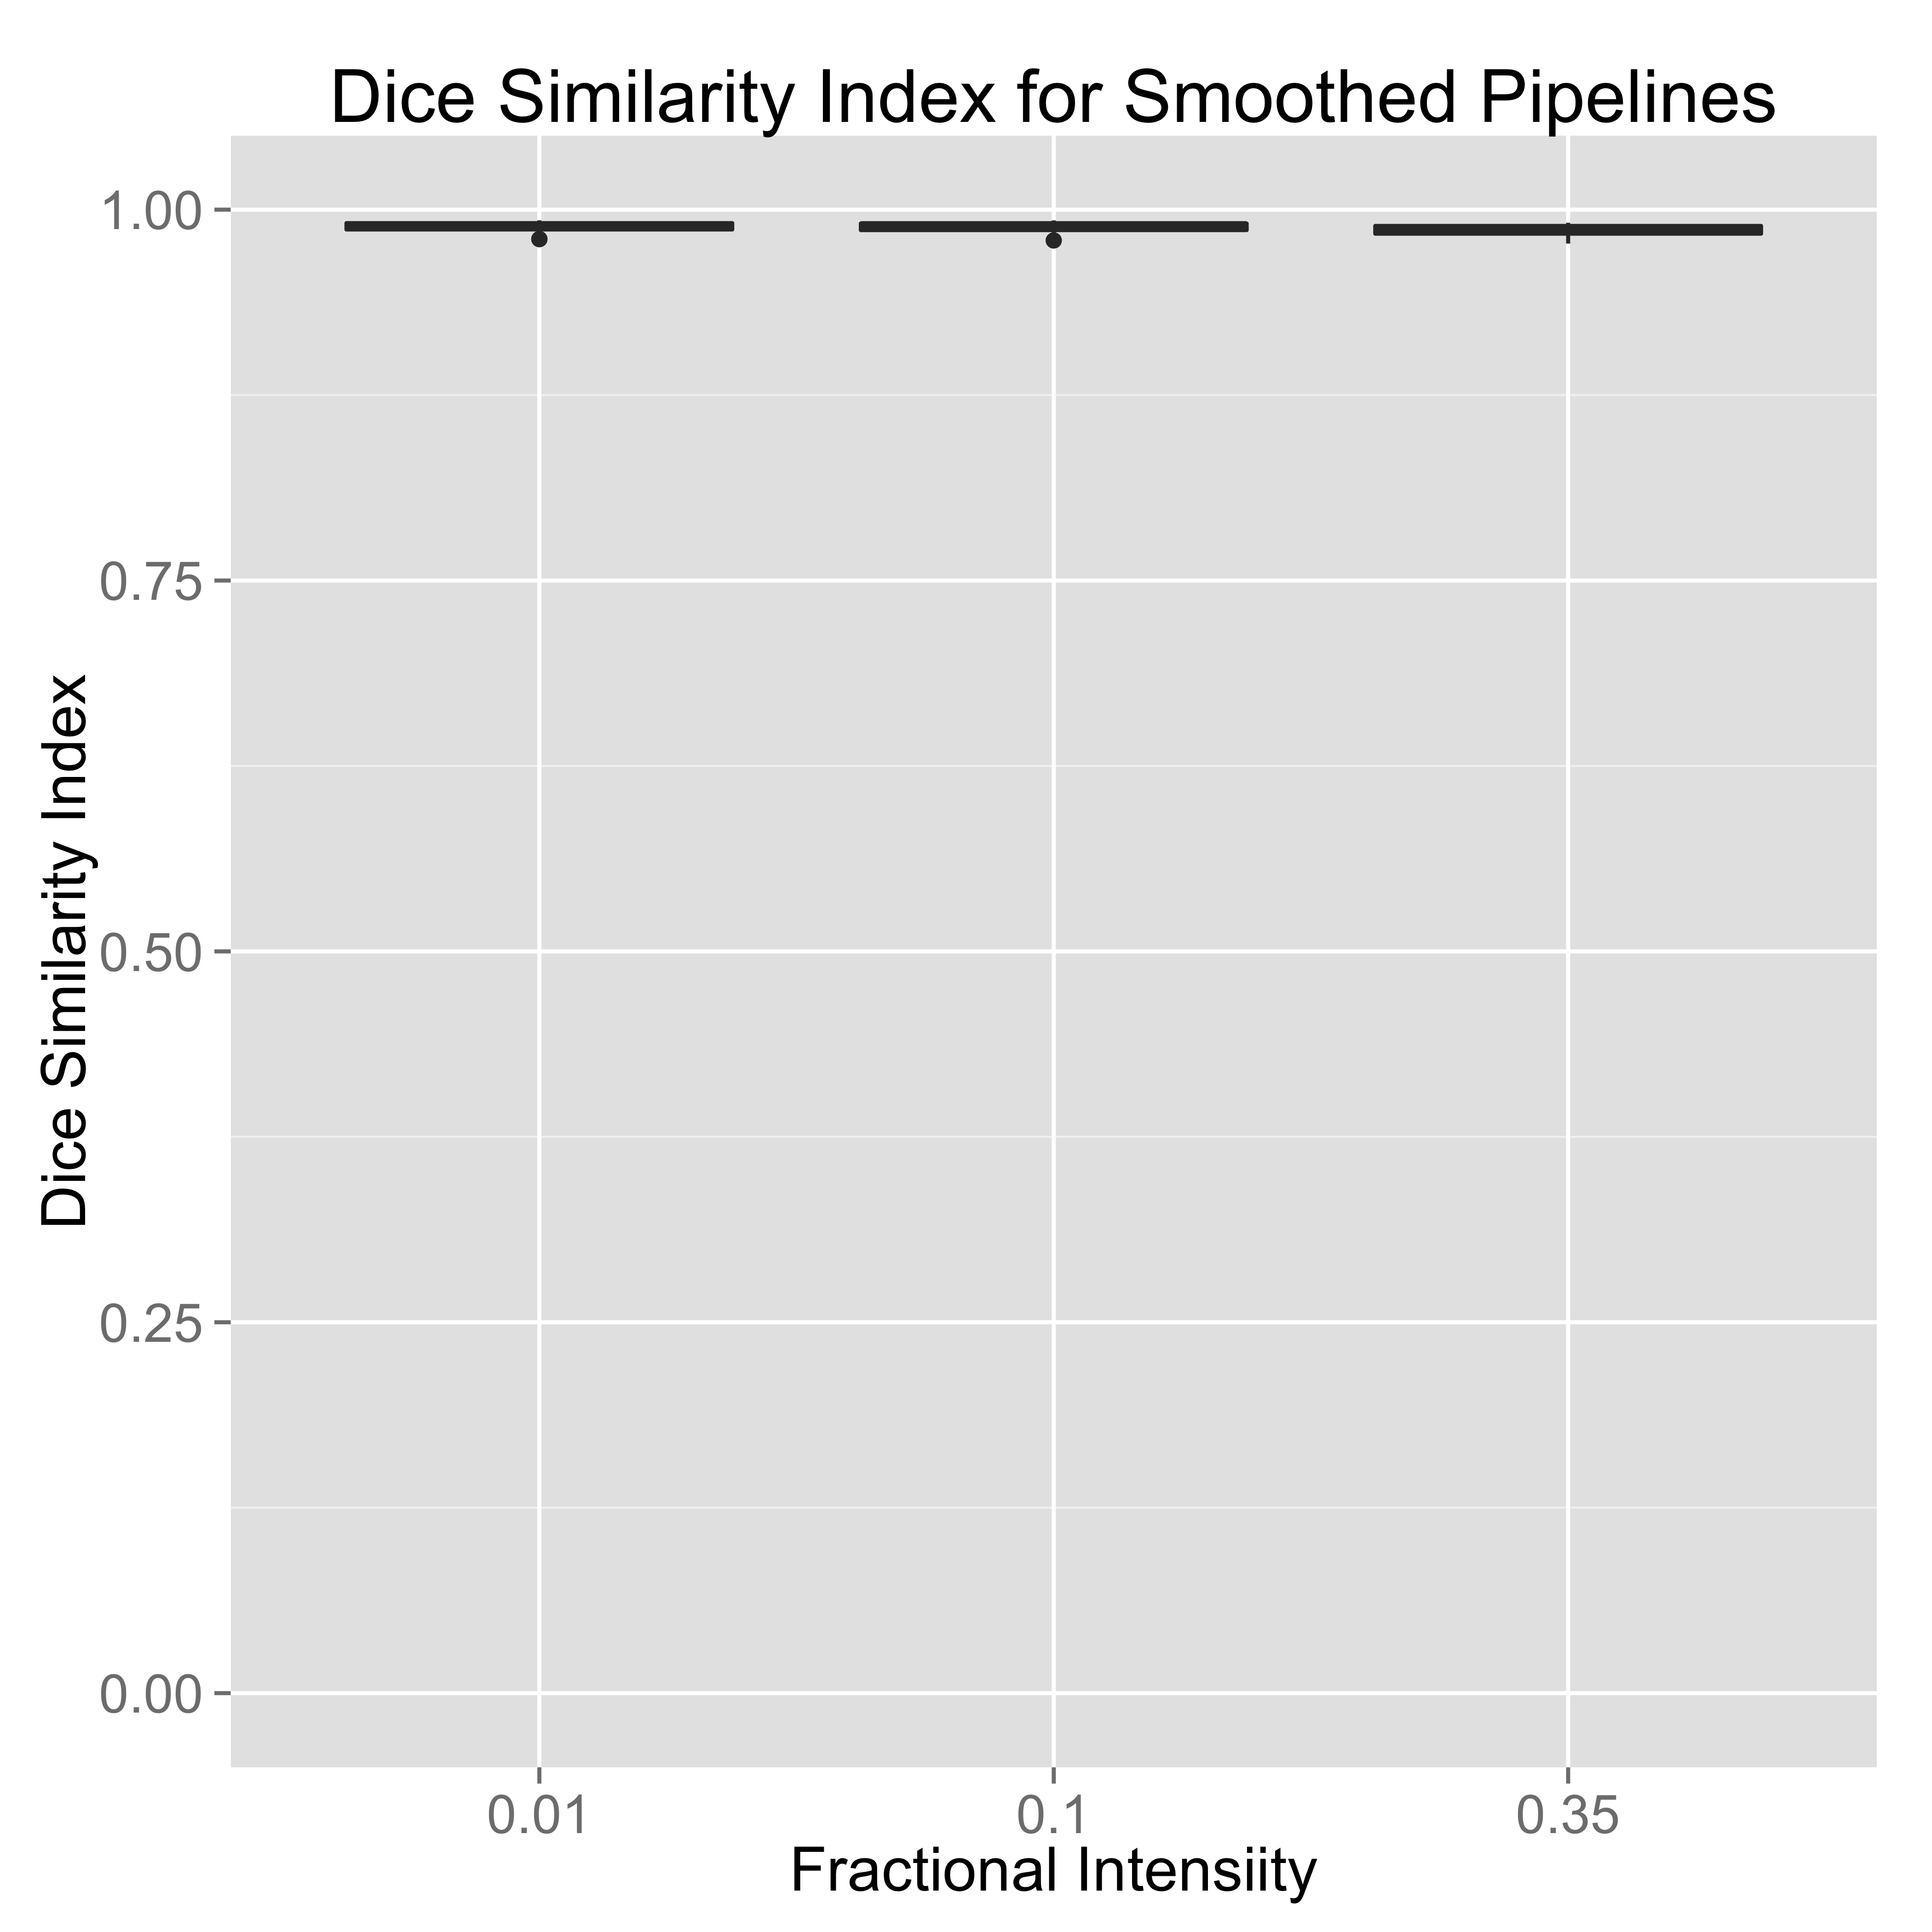 Dice Similarity Index for Smoothed Pipelines
Dice Similarity Index
1.00
0.75
0.50
0.25
0.00
0.01 0.1 0.35
Fractional Intensiity